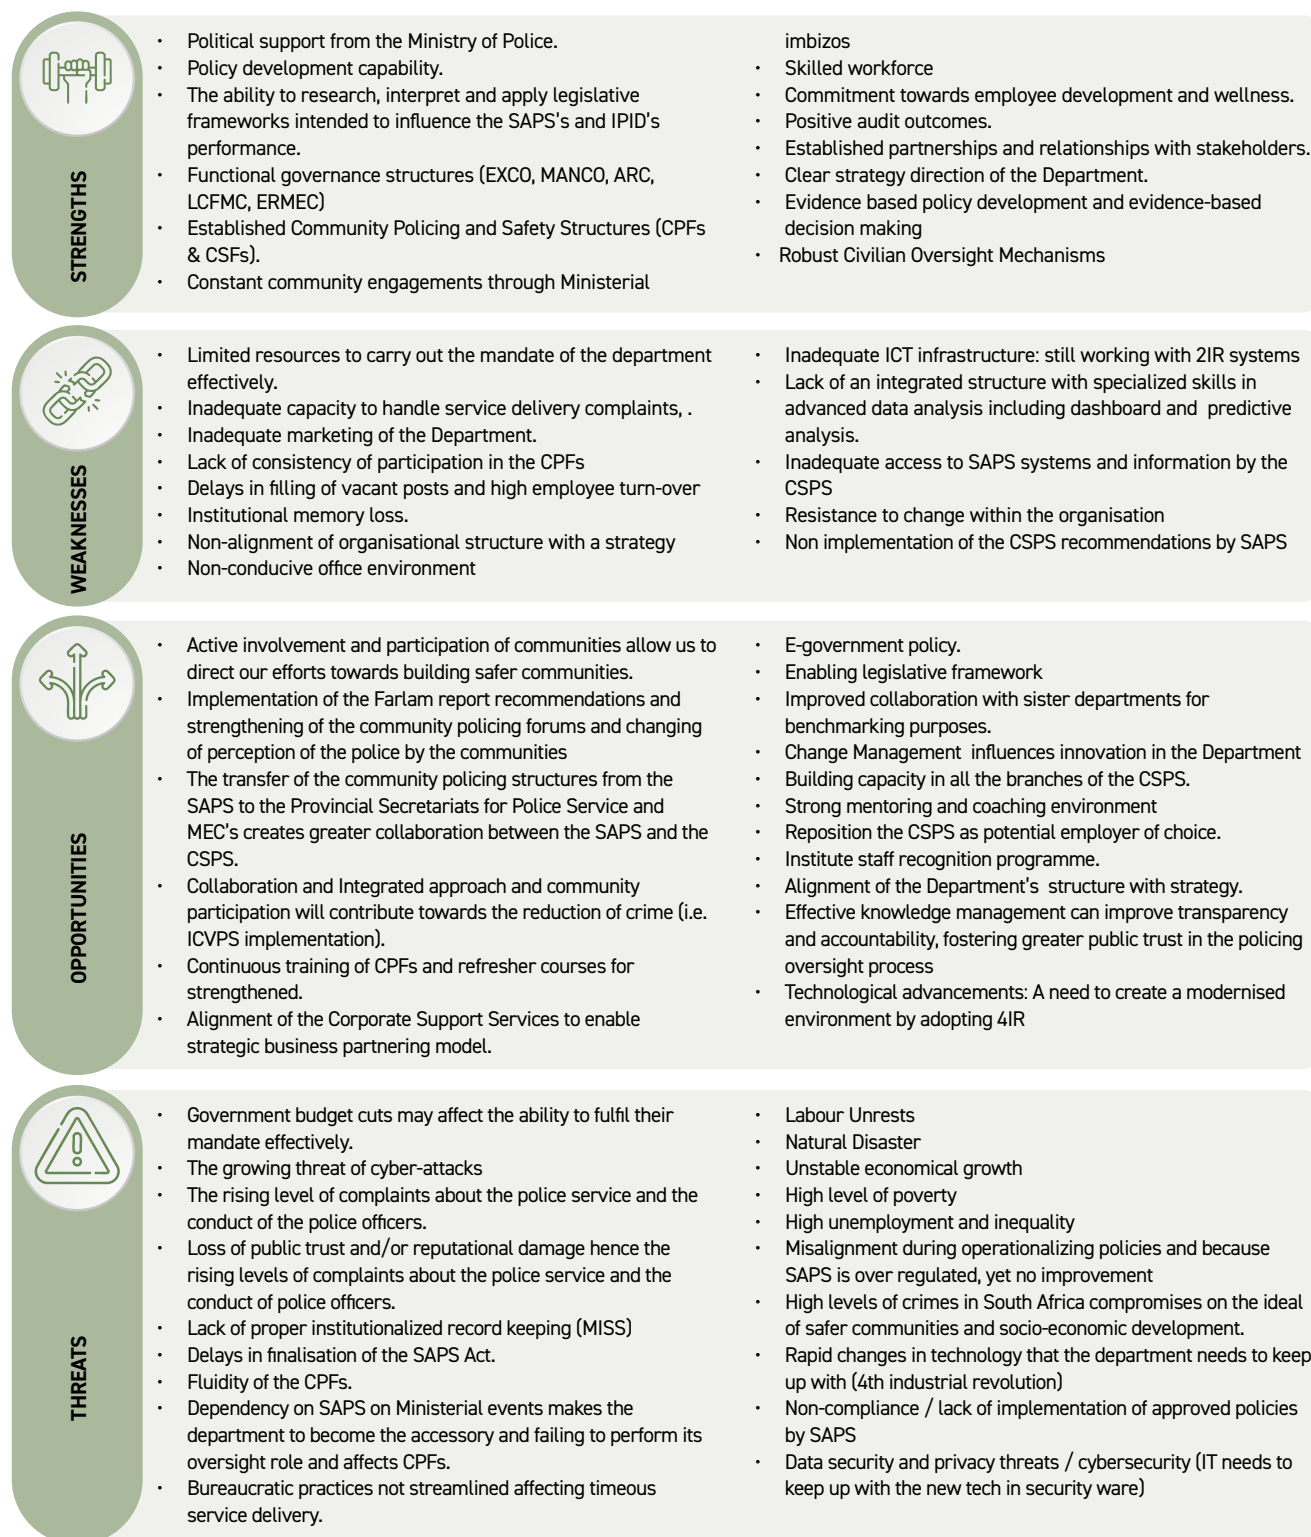 STRENGTHS
• Political support from the Ministry of Police.
• Policy development capability.
• The ability to research, interpret and apply legislative
frameworks intended to influence the SAPS's and IPID's
performance.
• Functional governance structures (EXCO, MANCO, ARC,
LCFMC, ERMEC)
• Established Community Policing and Safety Structures (CPFs
& CSFs).
• Constant community engagements through Ministerial
imbizos
• Skilled workforce
• Commitment towards employee development and wellness.
• Positive audit outcomes.
• Established partnerships and relationships with stakeholders.
• Clear strategy direction of the Department.
• Evidence based policy development and evidence-based
decision making
• Robust Civilian Oversight Mechanisms
WEAKNESSES
• Limited resources to carry out the mandate of the department
effectively.
• Inadequate capacity to handle service delivery complaints, .
• Inadequate marketing of the Department.
• Lack of consistency of participation in the CPFs
• Delays in filling of vacant posts and high employee turn-over
• Institutional memory loss.
• Non-alignment of organisational structure with a strategy
• Non-conducive office environment
• Inadequate ICT infrastructure: still working with 2IR systems
• Lack of an integrated structure with specialized skills in
advanced data analysis including dashboard and predictive
analysis.
• Inadequate access to SAPS systems and information by the
CSPS
• Resistance to change within the organisation
• Non implementation of the CSPS recommendations by SAPS
OPPORTUNITIES
• Active involvement and participation of communities allow us to
direct our efforts towards building safer communities.
• Implementation of the Farlam report recommendations and
strengthening of the community policing forums and changing
of perception of the police by the communities
• The transfer of the community policing structures from the
SAPS to the Provincial Secretariats for Police Service and
MEC's creates greater collaboration between the SAPS and the
CSPS.
• Collaboration and Integrated approach and community
participation will contribute towards the reduction of crime (i.e.
ICVPS implementation).
• Continuous training of CPFs and refresher courses for
strengthened.
• Alignment of the Corporate Support Services to enable
strategic business partnering model.
• E-government policy.
• Enabling legislative framework
• Improved collaboration with sister departments for
benchmarking purposes.
• Change Management influences innovation in the Department
• Building capacity in all the branches of the CSPS.
• Strong mentoring and coaching environment
• Reposition the CSPS as potential employer of choice.
• Institute staff recognition programme.
• Alignment of the Department's structure with strategy.
• Effective knowledge management can improve transparency
and accountability, fostering greater public trust in the policing
oversight process
• Technological advancements: A need to create a modernised
environment by adopting 4IR
THREATS
• Government budget cuts may affect the ability to fulfil their
mandate effectively.
• The growing threat of cyber-attacks
• The rising level of complaints about the police service and the
conduct of the police officers.
• Loss of public trust and/or reputational damage hence the
rising levels of complaints about the police service and the
conduct of police officers.
• Lack of proper institutionalized record keeping (MISS)
• Delays in finalisation of the SAPS Act.
• Fluidity of the CPFs.
• Dependency on SAPS on Ministerial events makes the
department to become the accessory and failing to perform its
oversight role and affects CPFs.
• Bureaucratic practices not streamlined affecting timeous
service delivery.
• Labour Unrests
• Natural Disaster
• Unstable economical growth
• High level of poverty
• High unemployment and inequality
• Misalignment during operationalizing policies and because
SAPS is over regulated, yet no improvement
• High levels of crimes in South Africa compromises on the ideal
of safer communities and socio-economic development.
• Rapid changes in technology that the department needs to keep
up with (4th industrial revolution)
• Non-compliance / lack of implementation of approved policies
by SAPS
• Data security and privacy threats / cybersecurity (IT needs to
keep up with the new tech in security ware)